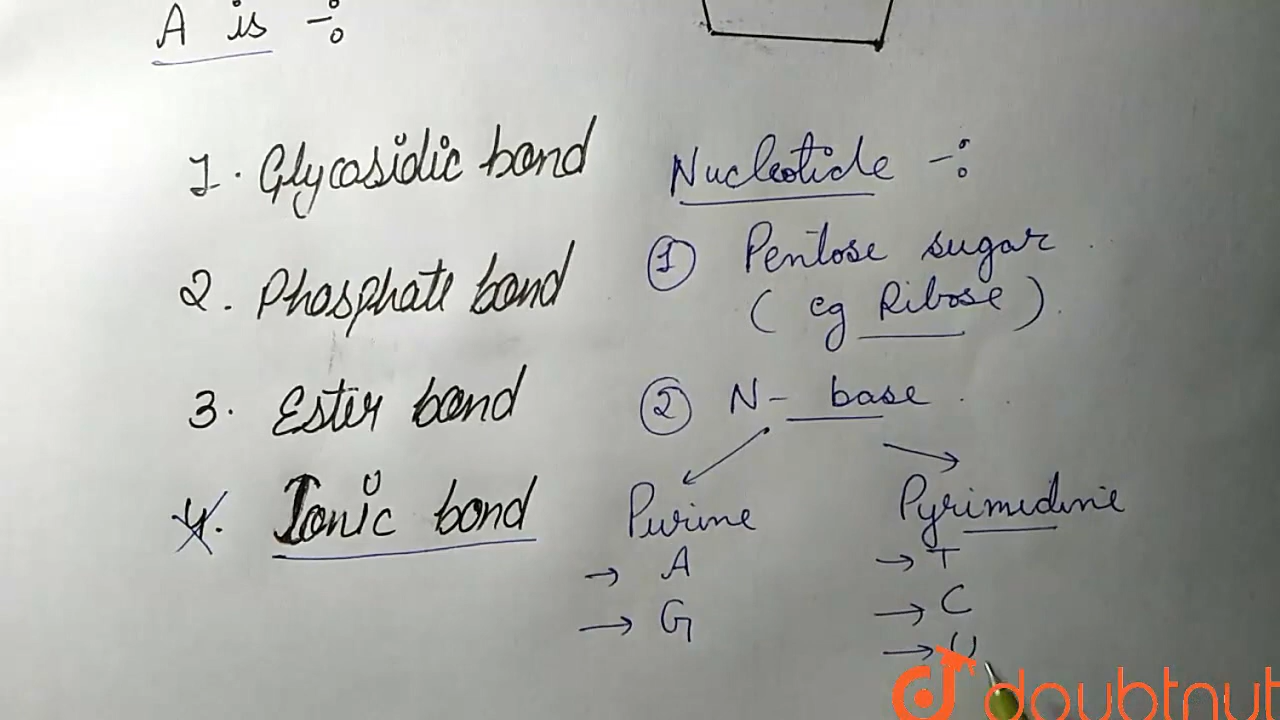 A is -:
1. Glycosidic bond
2. Phosphate bond
3. Ester bond
4. Ionic bond
Nucleotide -:
① Pentose sugar
( eg Ribose ).
② N- base
Purine
→ A
→ G
Pyrimidine
→ T
→ C
→ U
doubtnut